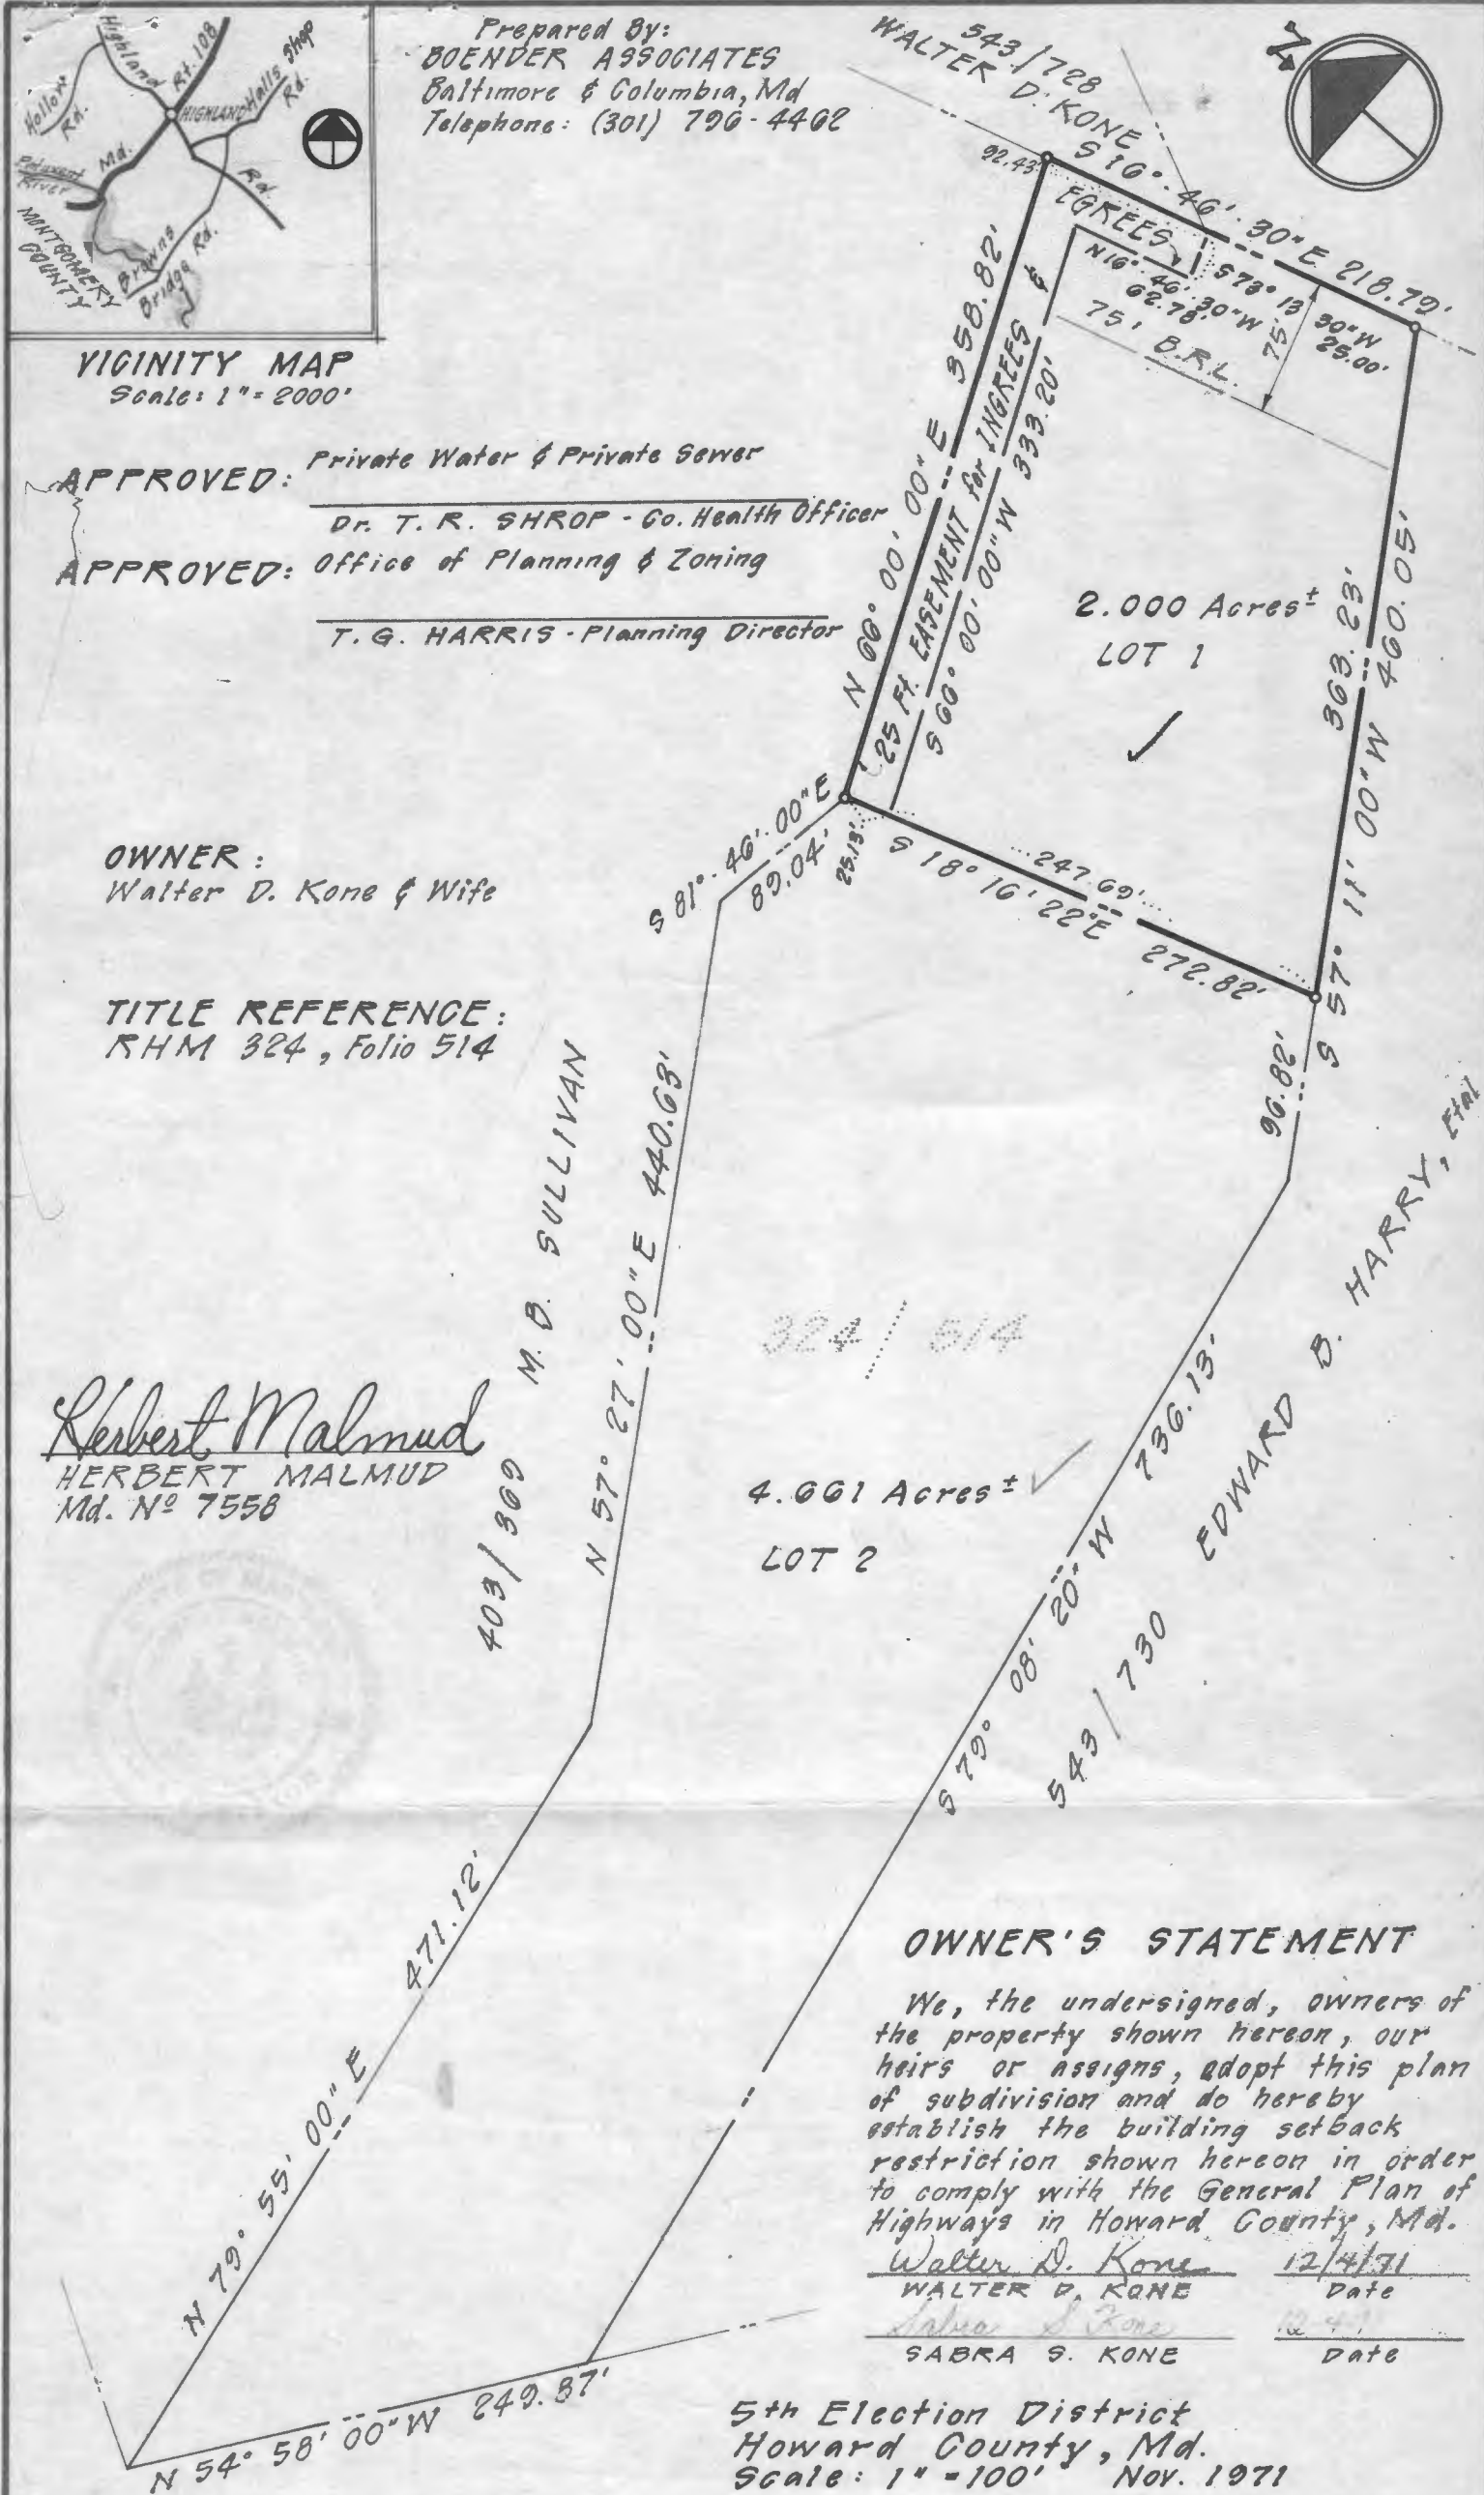 Highland
Rt. 108
Halls Shop
Rd.
HIGHLAND
Hollow
Rd.
Md.
Patuxent
River
Rd.
MONTGOMERY
COUNTY
Browns
Bridge Rd.
VICINITY MAP
Scale: 1" = 2000'
Prepared By:
BOENDER ASSOCIATES
Baltimore & Columbia, Md
Telephone: (301) 796-4462
543/728
WALTER D. KONE
N
92.43'
S 16°. 46'. 30" E 218.79'
EGREES
N 16°. 46'. 30" W
62.78'
S 73° 13' 30" W
25.00'
75' B.R.L.
75'
N 66° 00' 00" E 358.82'
25 Ft. EASEMENT for INGREES &
S 66° 00' 00" W 333.20'
APPROVED: Private Water & Private Sewer
Dr. T. R. SHROP - Co. Health Officer
APPROVED: Office of Planning & Zoning
T. G. HARRIS - Planning Director
2.000 Acres ±
LOT 1
363.23'
S 57° 11' 00" W 460.05'
S 81°. 46'. 00" E
89.04'
25.13'
247.69'
S 18° 16' 22" E 272.82'
96.82'
OWNER:
Walter D. Kone & Wife
TITLE REFERENCE:
RHM 324, Folio 514
403/369 M. B. SULLIVAN
N 57° 27' 00" E 440.63'
324/514
543/730 EDWARD B. HARRY, Etal
S 79° 08' 20" W 736.13'
Herbert Malmud
HERBERT MALMUD
Md. Nº 7558
4.661 Acres ±
LOT 2
N 79° 55' 00" E 471.12'
N 54° 58' 00" W 249.87'
OWNER'S STATEMENT
We, the undersigned, owners of
the property shown hereon, our
heirs or assigns, adopt this plan
of subdivision and do hereby
establish the building setback
restriction shown hereon in order
to comply with the General Plan of
Highways in Howard County, Md.
Walter D. Kone 12/4/71
WALTER D. KONE Date
Sabra S Kone
SABRA S. KONE Date
5th Election District
Howard County, Md.
Scale: 1" = 100' Nov. 1971